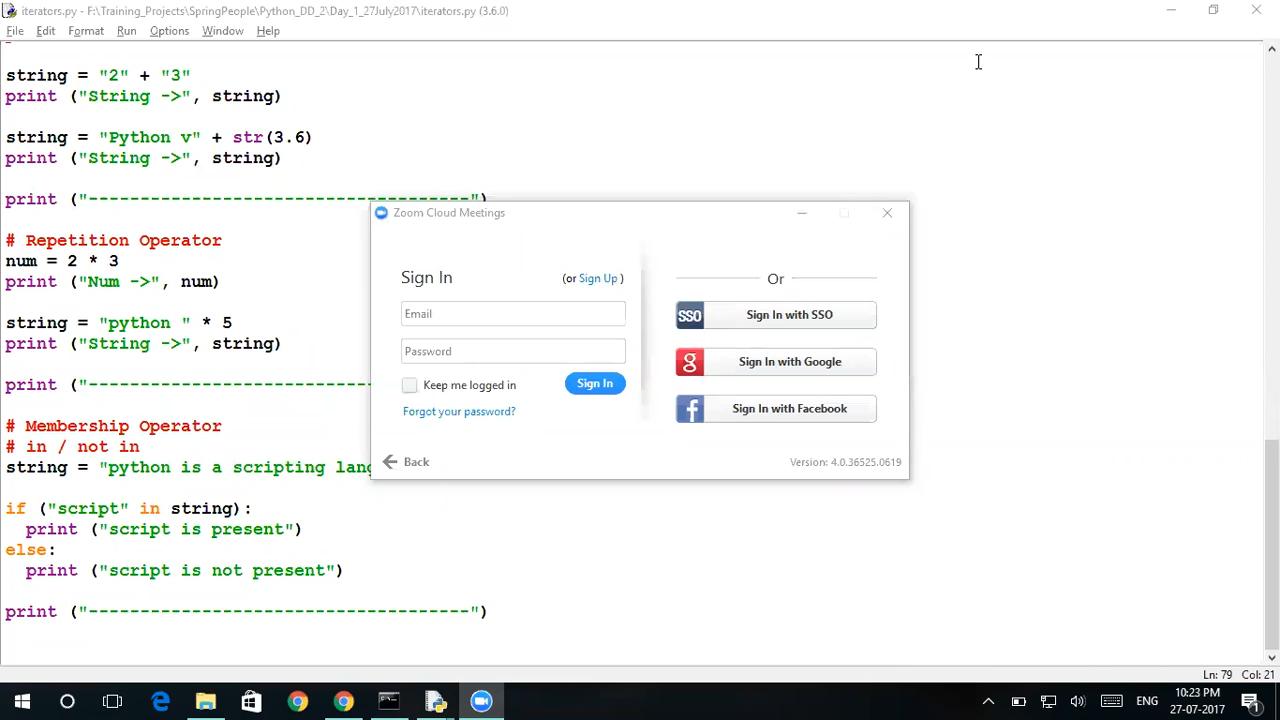 iterators.py - F:\Training_Projects\SpringPeople\Python_DD_2\Day_1_27July2017\iterators.py (3.6.0)
File Edit Format Run Options Window Help
string = "2" + "3"
print ("String ->", string)
string = "Python v" + str(3.6)
print ("String ->", string)
print ("-------------------------------------")
# Repetition Operator
num = 2 * 3
print ("Num ->", num)
string = "python " * 5
print ("String ->", string)
print ("---------------------------
# Membership Operator
# in / not in
string = "python is a scripting lang
if ("script" in string):
print ("script is present")
else:
print ("script is not present")
print ("-------------------------------------")
Zoom Cloud Meetings
Sign In
(or Sign Up )
Email
Password
Keep me logged in
Sign In
Forgot your password?
Back
Or
SSO Sign In with SSO
g Sign In with Google
f Sign In with Facebook
Version: 4.0.36525.0619
Ln: 79 Col: 21
ENG
10:23 PM
27-07-2017
1